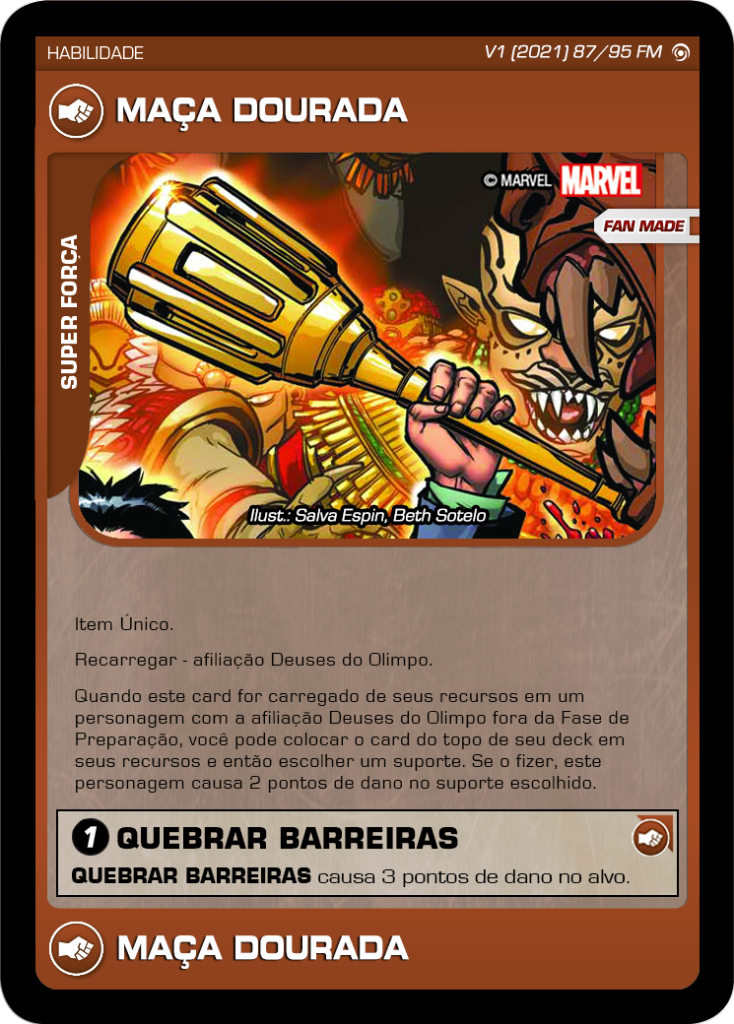 HABILIDADE
V1 (2021) 87/95 FM
MAÇA DOURADA
© MARVEL MARVEL
FAN MADE
SUPER FORÇA
Ilust.: Salva Espin, Beth Sotelo
Item Único.
Recarregar - afiliação Deuses do Olimpo.
Quando este card for carregado de seus recursos em um
personagem com a afiliação Deuses do Olimpo fora da Fase de
Preparação, você pode colocar o card do topo de seu deck em
seus recursos e então escolher um suporte. Se o fizer, este
personagem causa 2 pontos de dano no suporte escolhido.
1 QUEBRAR BARREIRAS
QUEBRAR BARREIRAS causa 3 pontos de dano no alvo.
MAÇA DOURADA